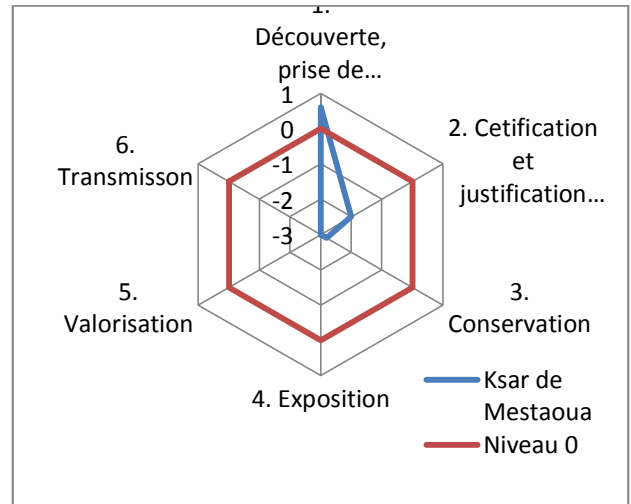 1.
Découverte,
prise de...
2. Cetification
et
justification...
3.
Conservation
4. Exposition
5.
Valorisation
6.
Transmisson
1
0
-1
-2
-3
Ksar de
Mestaoua
Niveau 0